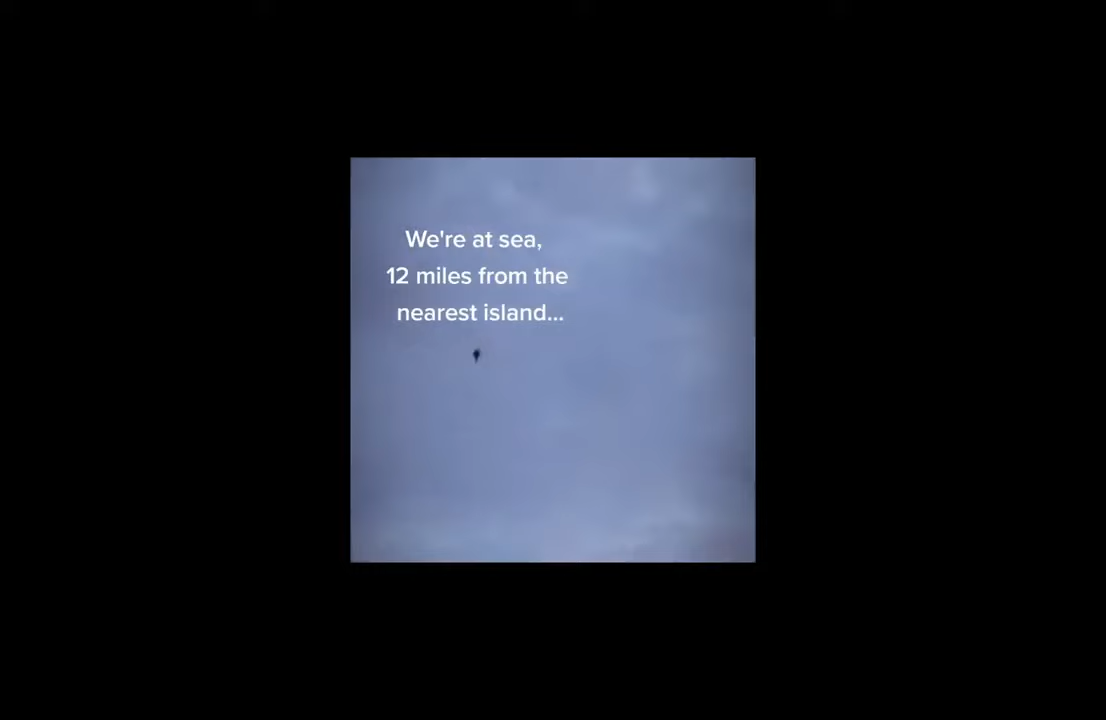 We're at sea,
12 miles from the
nearest island...